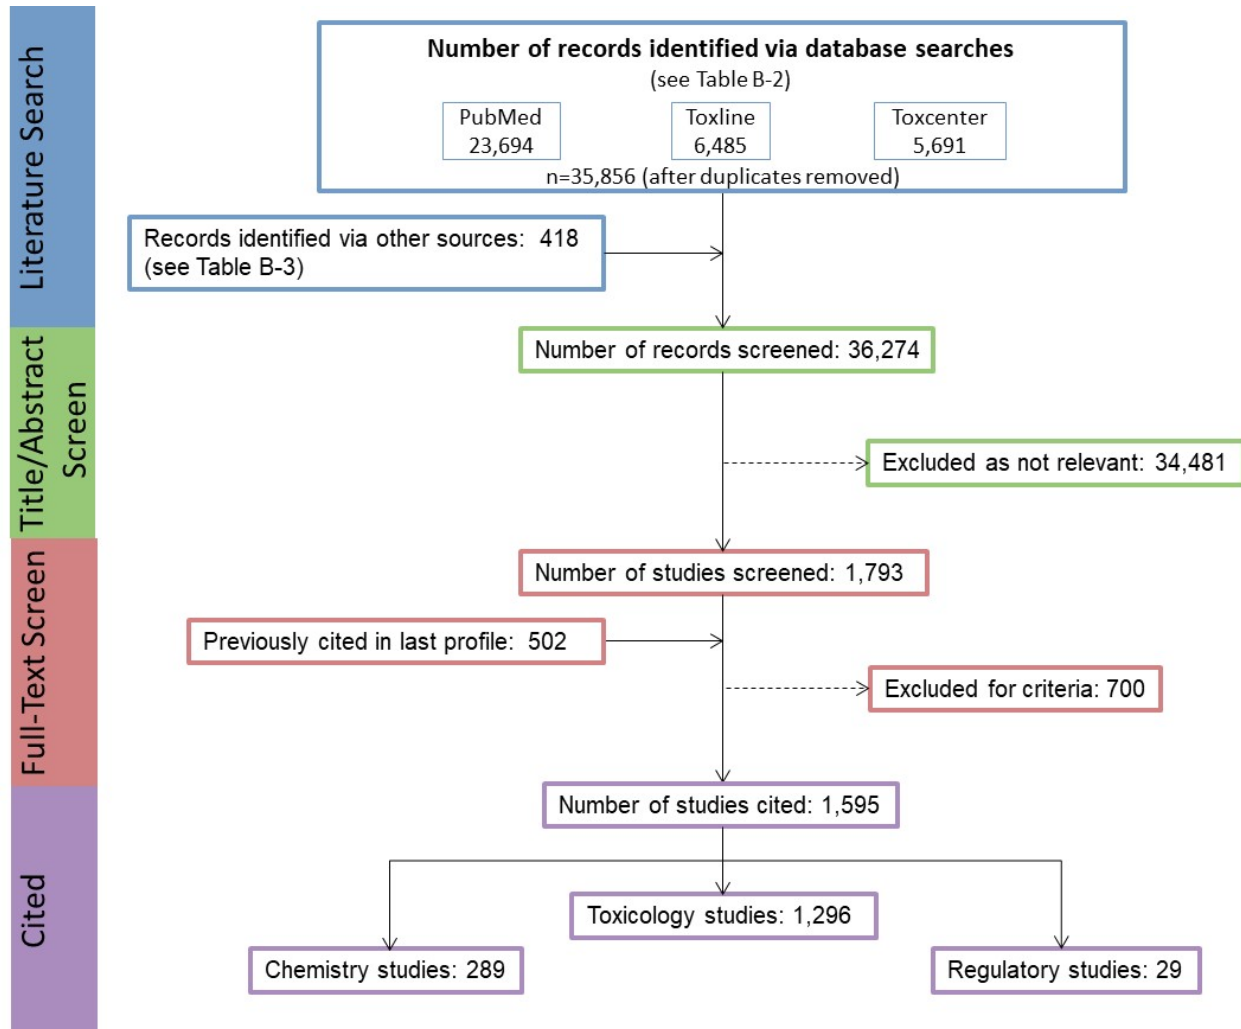 Literature Search
Number of records identified via database searches
(see Table B-2)
PubMed
23,694
Toxline
6,485
Toxcenter
5,691
n=35,856 (after duplicates removed)
Records identified via other sources: 418
(see Table B-3)
Title/Abstract
Screen
Number of records screened: 36,274
Excluded as not relevant: 34,481
Full-Text Screen
Number of studies screened: 1,793
Previously cited in last profile: 502
Excluded for criteria: 700
Cited
Number of studies cited: 1,595
Toxicology studies: 1,296
Chemistry studies: 289
Regulatory studies: 29